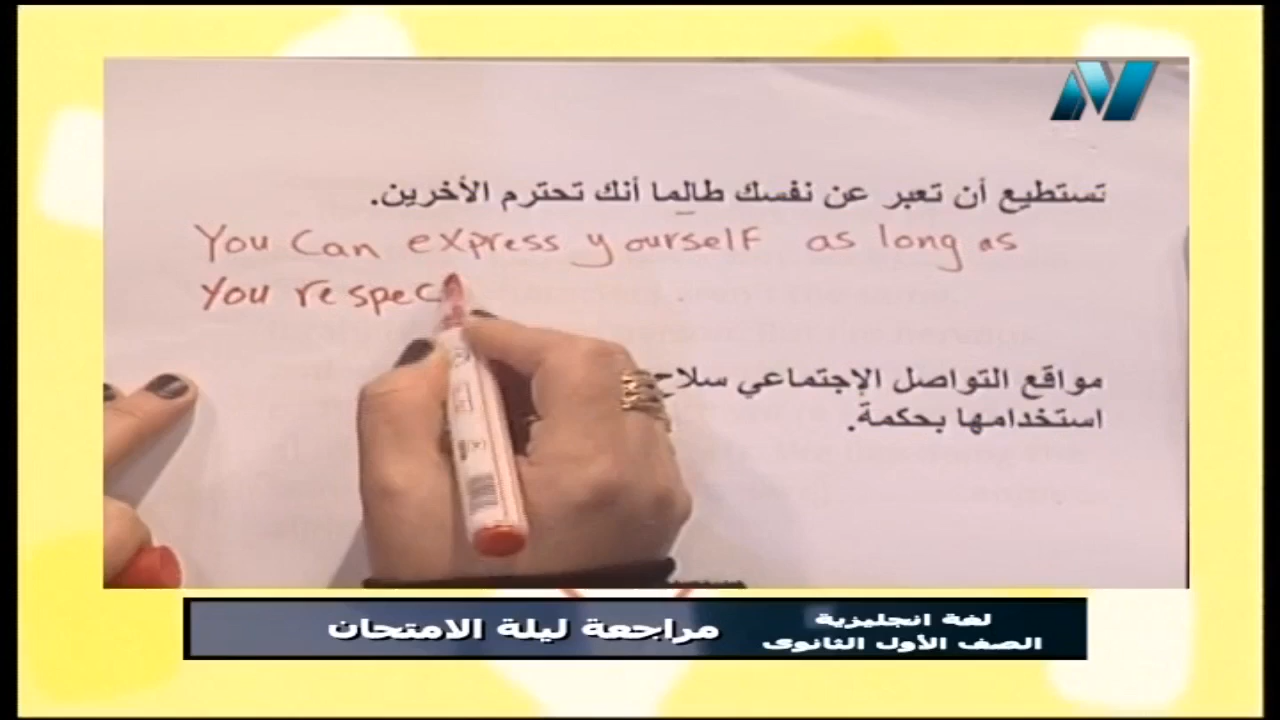 تستطيع أن تعبر عن نفسك طالما أنك تحترم الأخرين.
You Can express yourself as long as
You respec
مواقع التواصل الإجتماعي سلاح
استخدامها بحكمة.
لغة انجليزية
الصف الأول الثانوى
مراجعة ليلة الامتحان